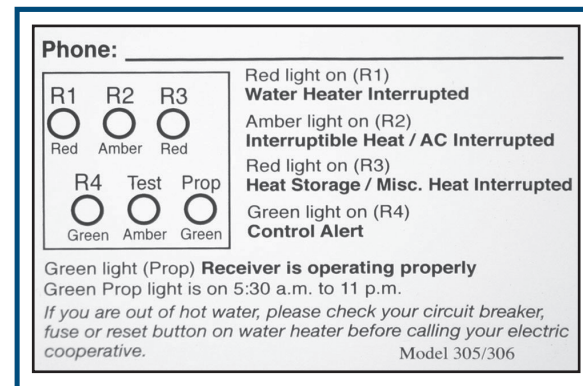 Phone:
R1 R2 R3
Red Amber Red
R4 Test Prop
Green Amber Green
Red light on (R1)
Water Heater Interrupted
Amber light on (R2)
Interruptible Heat / AC Interrupted
Red light on (R3)
Heat Storage / Misc. Heat Interrupted
Green light on (R4)
Control Alert
Green light (Prop) Receiver is operating properly
Green Prop light is on 5:30 a.m. to 11 p.m.
If you are out of hot water, please check your circuit breaker,
fuse or reset button on water heater before calling your electric
cooperative.
Model 305/306